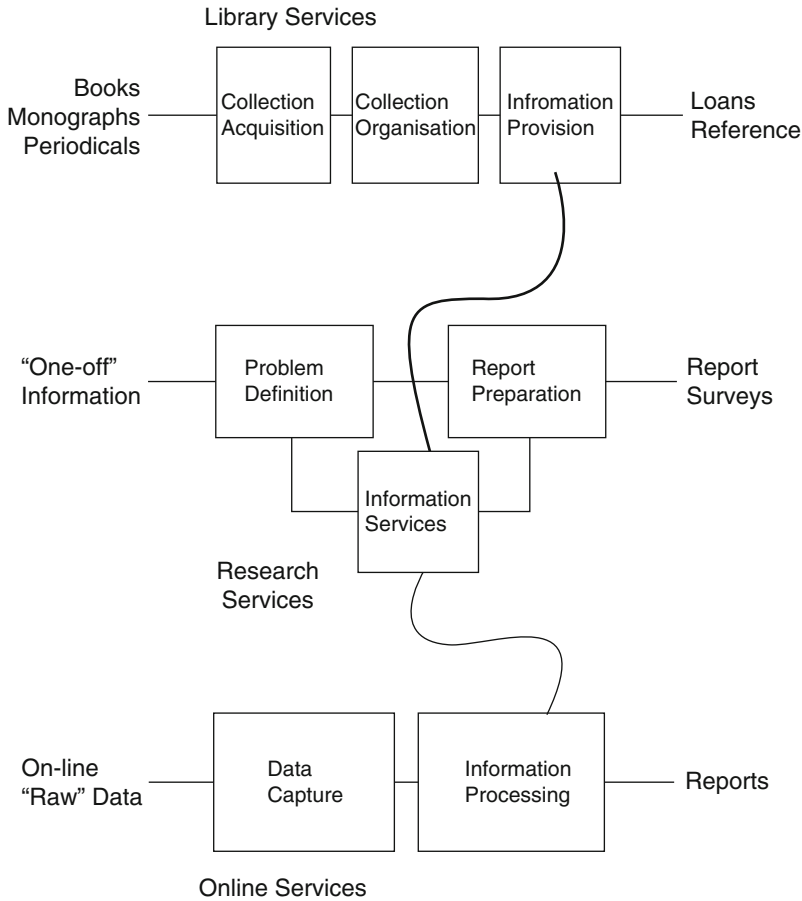 Library Services
Books
Monographs
Periodicals
Collection
Acquisition
Collection
Organisation
Infromation
Provision
Loans
Reference
“One-off”
Information
Problem
Definition
Report
Preparation
Report
Surveys
Information
Services
Research
Services
On-line
“Raw” Data
Data
Capture
Information
Processing
Reports
Online Services